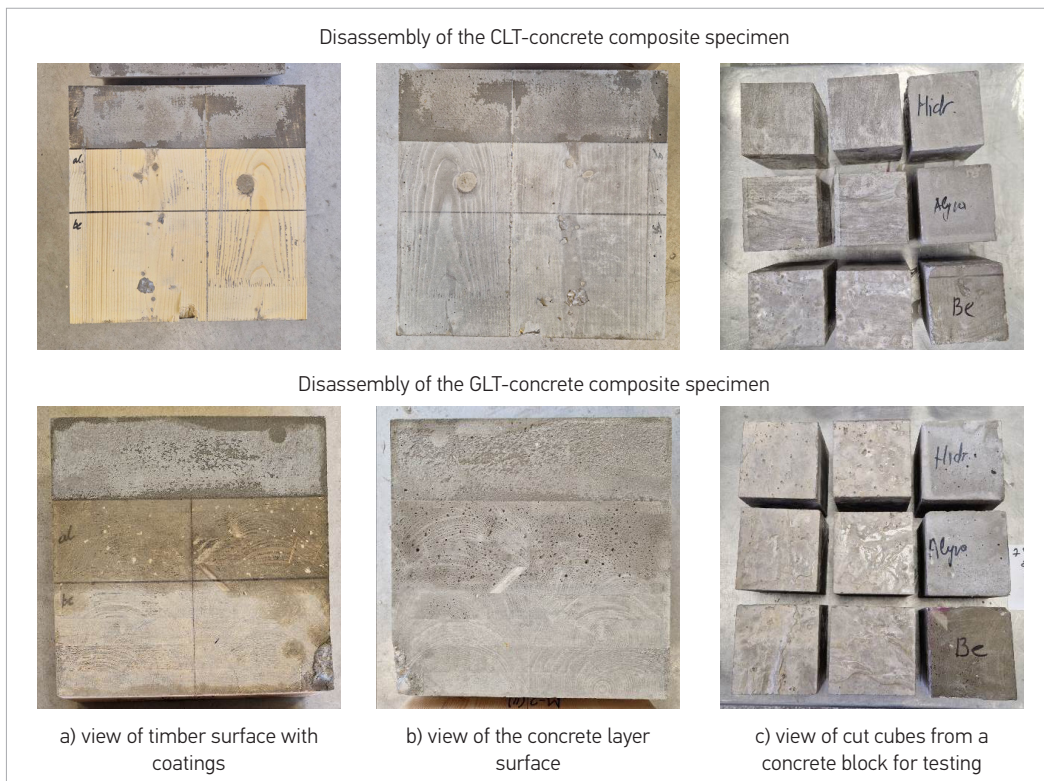 Disassembly of the CLT-concrete composite specimen
al.
be
Hidr.
Alyva
Be
Disassembly of the GLT-concrete composite specimen
al
be
Hidr.
Alyva
Be
a) view of timber surface with
coatings
b) view of the concrete layer
surface
c) view of cut cubes from a
concrete block for testing